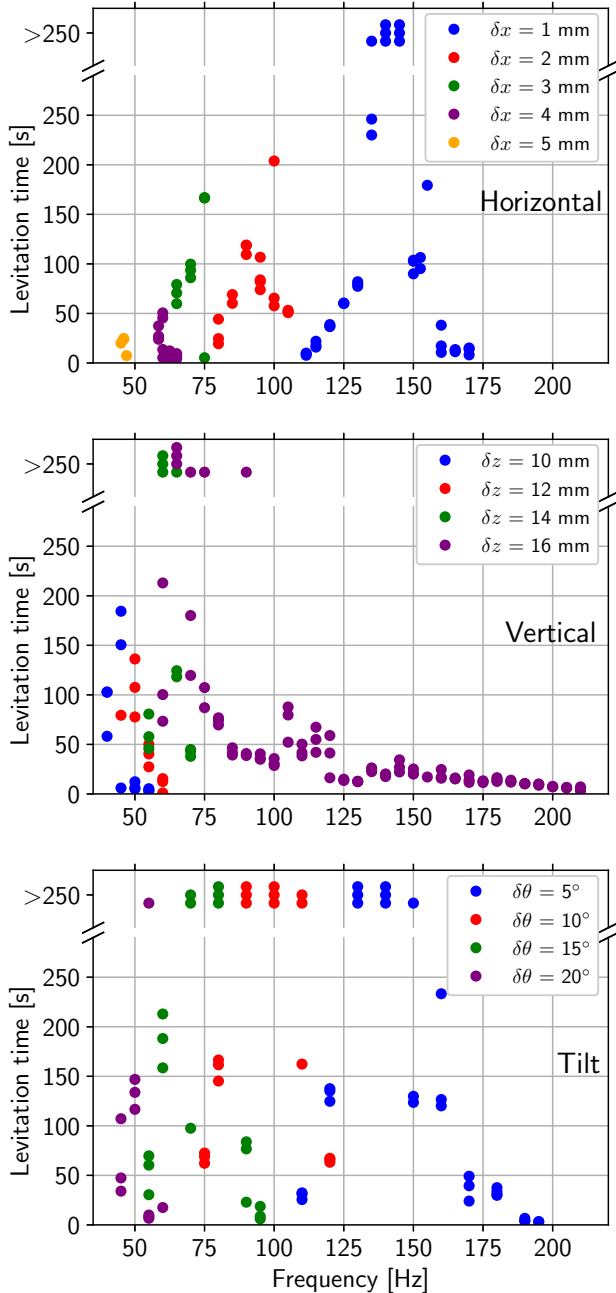 >250
δx = 1 mm
δx = 2 mm
δx = 3 mm
δx = 4 mm
δx = 5 mm
Horizontal
Levitation time [s]
250
200
150
100
50
0
50 75 100 125 150 175 200
>250
δz = 10 mm
δz = 12 mm
δz = 14 mm
δz = 16 mm
Vertical
Levitation time [s]
250
200
150
100
50
0
50 75 100 125 150 175 200
>250
δθ = 5°
δθ = 10°
δθ = 15°
δθ = 20°
Tilt
Levitation time [s]
250
200
150
100
50
0
50 75 100 125 150 175 200
Frequency [Hz]